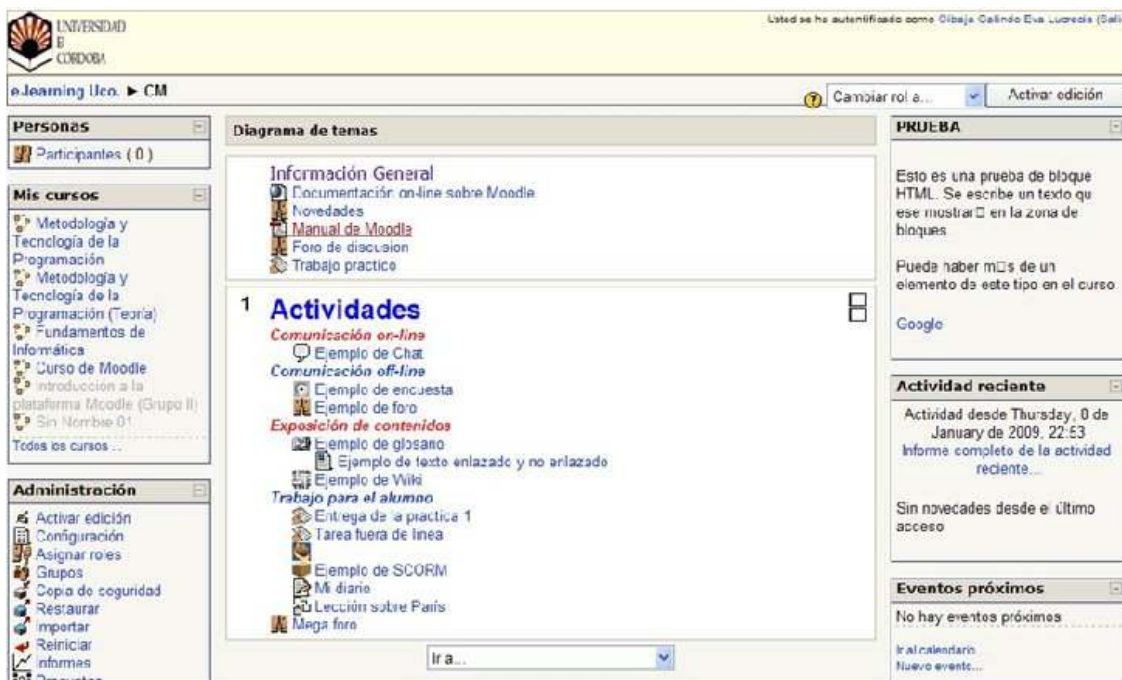 UNIVERSIDAD
D
CORDOBA
Usted se ha autentificado como Gibaja Galindo Eva Lucrecia (Sali
e-learning Uco. ► CM
Cambiar rol a...
Activar edición
Personas
Participantes ( 0 )
Mis cursos
Metodología y
Tecnología de la
Programación
Metodología y
Tecnología de la
Programación (Teoría)
Fundamentos de
Informática
Curso de Moodle
Introducción a la
plataforma Moodle (Grupo II)
Sin Nombre 01
Todos los cursos ...
Administración
Activar edición
Configuración
Asignar roles
Grupos
Copia de seguridad
Restaurar
Importar
Reiniciar
Informes
Preguntas
Diagrama de temas
Información General
Documentación on-line sobre Moodle
Novedades
Manual de Moodle
Foro de discusion
Trabajo practico
1 Actividades
Comunicación on-line
Ejemplo de Chat
Comunicación off-line
Ejemplo de encuesta
Ejemplo de foro
Exposición de contenidos
Ejemplo de glosario
Ejemplo de texto enlazado y no enlazado
Ejemplo de Wiki
Trabajo para el alumno
Entrega de la practica 1
Tarea fuera de linea
Ejemplo de SCORM
Mi diario
Lección sobre París
Mega foro
Ir a...
PRUEBA
Esto es una prueba de bloque
HTML. Se escribe un texto qu
ese mostrar□ en la zona de
bloques
Puede haber m□s de un
elemento de este tipo en el curso
Google
Actividad reciente
Actividad desde Thursday, 8 de
January de 2009, 22:53
Informe completo de la actividad
reciente...
Sin novedades desde el último
acceso
Eventos próximos
No hay eventos próximos
Ir al calendario
Nuevo evento...